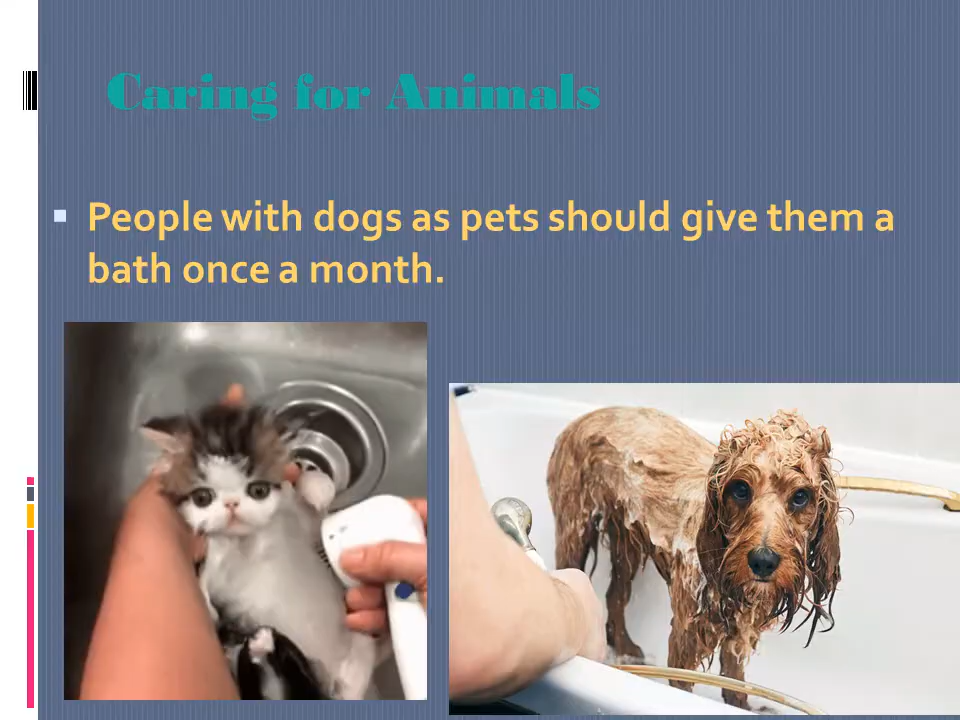 Caring for Animals
▪ People with dogs as pets should give them a
bath once a month.